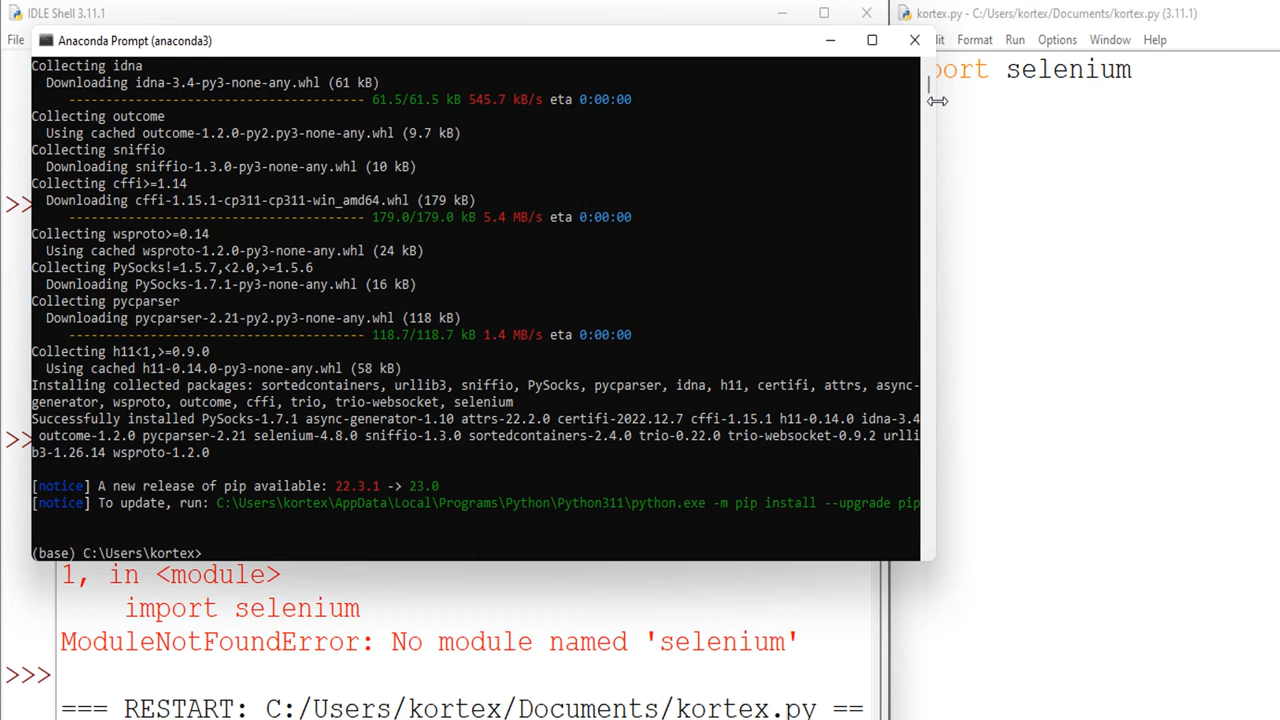 IDLE Shell 3.11.1
kortex.py - C:/Users/kortex/Documents/kortex.py (3.11.1)
File
Anaconda Prompt (anaconda3)
dit Format Run Options Window Help
port selenium
Collecting idna
Downloading idna-3.4-py3-none-any.whl (61 kB)
---------------------------------------- 61.5/61.5 kB 545.7 kB/s eta 0:00:00
Collecting outcome
Using cached outcome-1.2.0-py2.py3-none-any.whl (9.7 kB)
Collecting sniffio
Downloading sniffio-1.3.0-py3-none-any.whl (10 kB)
Collecting cffi>=1.14
Downloading cffi-1.15.1-cp311-cp311-win_amd64.whl (179 kB)
---------------------------------------- 179.0/179.0 kB 5.4 MB/s eta 0:00:00
Collecting wsproto>=0.14
Using cached wsproto-1.2.0-py3-none-any.whl (24 kB)
Collecting PySocks!=1.5.7,<2.0,>=1.5.6
Downloading PySocks-1.7.1-py3-none-any.whl (16 kB)
Collecting pycparser
Downloading pycparser-2.21-py2.py3-none-any.whl (118 kB)
---------------------------------------- 118.7/118.7 kB 1.4 MB/s eta 0:00:00
Collecting h11<1,>=0.9.0
Using cached h11-0.14.0-py3-none-any.whl (58 kB)
Installing collected packages: sortedcontainers, urllib3, sniffio, PySocks, pycparser, idna, h11, certifi, attrs, async-
generator, wsproto, outcome, cffi, trio, trio-websocket, selenium
Successfully installed PySocks-1.7.1 async-generator-1.10 attrs-22.2.0 certifi-2022.12.7 cffi-1.15.1 h11-0.14.0 idna-3.4
outcome-1.2.0 pycparser-2.21 selenium-4.8.0 sniffio-1.3.0 sortedcontainers-2.4.0 trio-0.22.0 trio-websocket-0.9.2 urlli
b3-1.26.14 wsproto-1.2.0
[notice] A new release of pip available: 22.3.1 -> 23.0
[notice] To update, run: C:\Users\kortex\AppData\Local\Programs\Python\Python311\python.exe -m pip install --upgrade pip
(base) C:\Users\kortex>
>>
>>
1, in <module>
import selenium
ModuleNotFoundError: No module named 'selenium'
>>>
=== RESTART: C:/Users/kortex/Documents/kortex.py ==